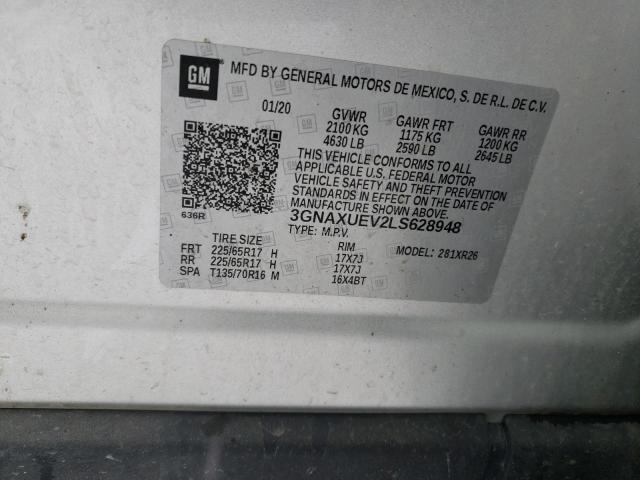 GM MFD BY GENERAL MOTORS DE MEXICO, S. DE R.L. DE C.V.
01/20 GVWR GAWR FRT GAWR RR
2100 KG 1175 KG 1200 KG
4630 LB 2590 LB 2645 LB
THIS VEHICLE CONFORMS TO ALL
APPLICABLE U.S. FEDERAL MOTOR
VEHICLE SAFETY AND THEFT PREVENTION
STANDARDS IN EFFECT ON THE DATE OF
MANUFACTURE SHOWN ABOVE.
636R 3GNAXUEV2LS628948
TYPE: M.P.V.
TIRE SIZE RIM MODEL: 281XR26
FRT 225/65R17 H 17X7J
RR 225/65R17 H 17X7J
SPA T135/70R16 M 16X4BT